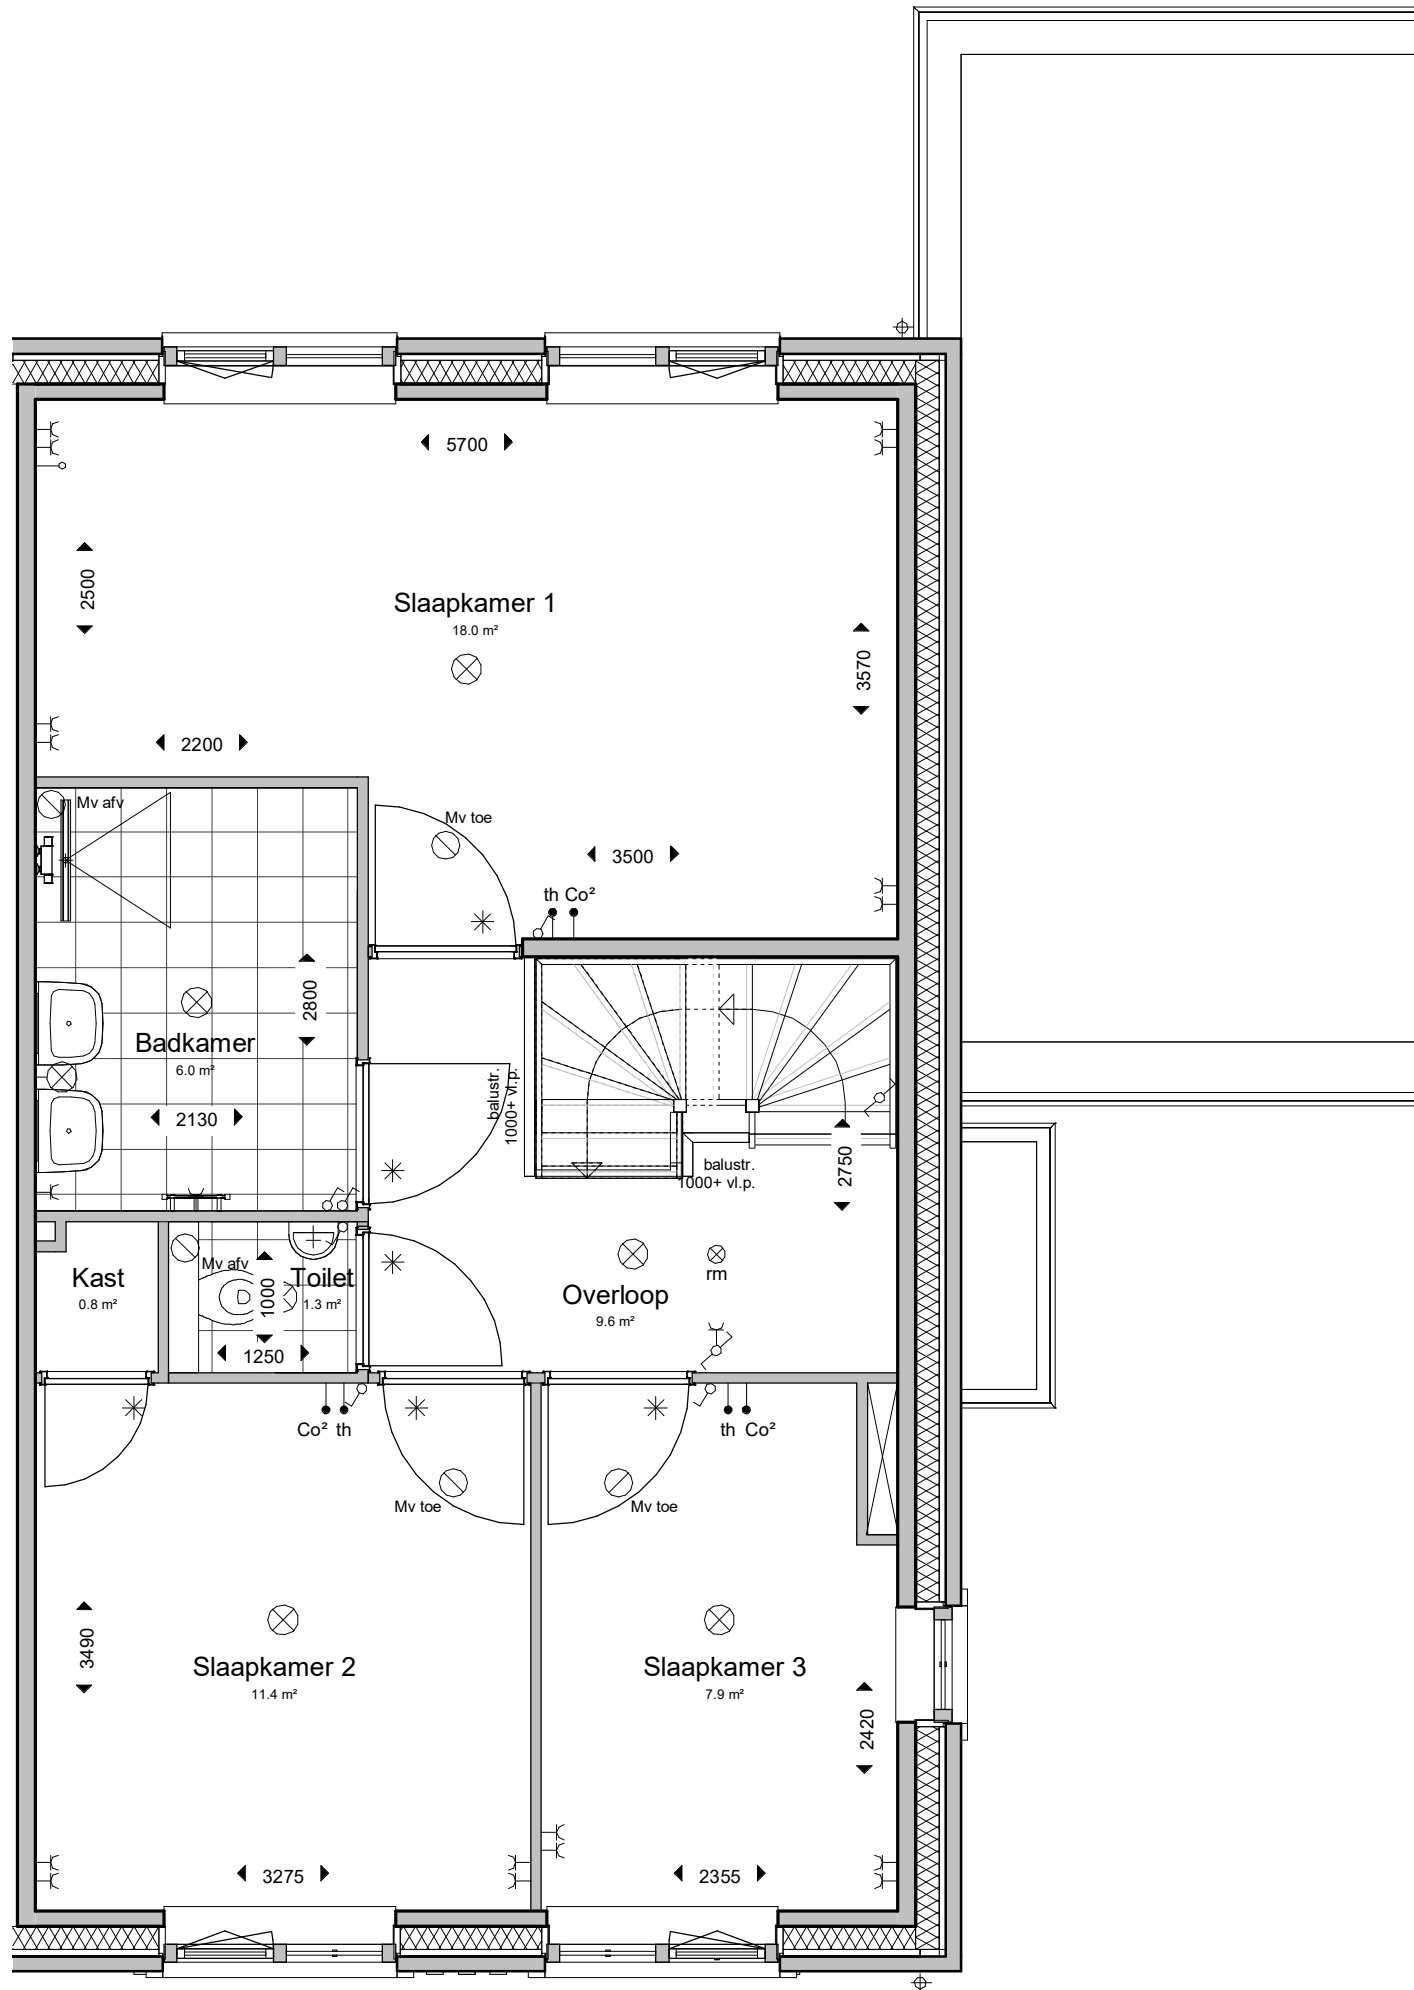 5700
2500
Slaapkamer 1
18.0 m²
3570
2200
Mv afv
Mv toe
3500
th Co²
2800
Badkamer
6.0 m²
2130
balustr.
1000+ vl.p.
balustr.
1000+ vl.p.
2750
Mv afv
Kast
0.8 m²
1000
Toilet
1.3 m²
1250
rm
Overloop
9.6 m²
Co² th
th Co²
Mv toe
Mv toe
3490
Slaapkamer 2
11.4 m²
Slaapkamer 3
7.9 m²
2420
3275
2355